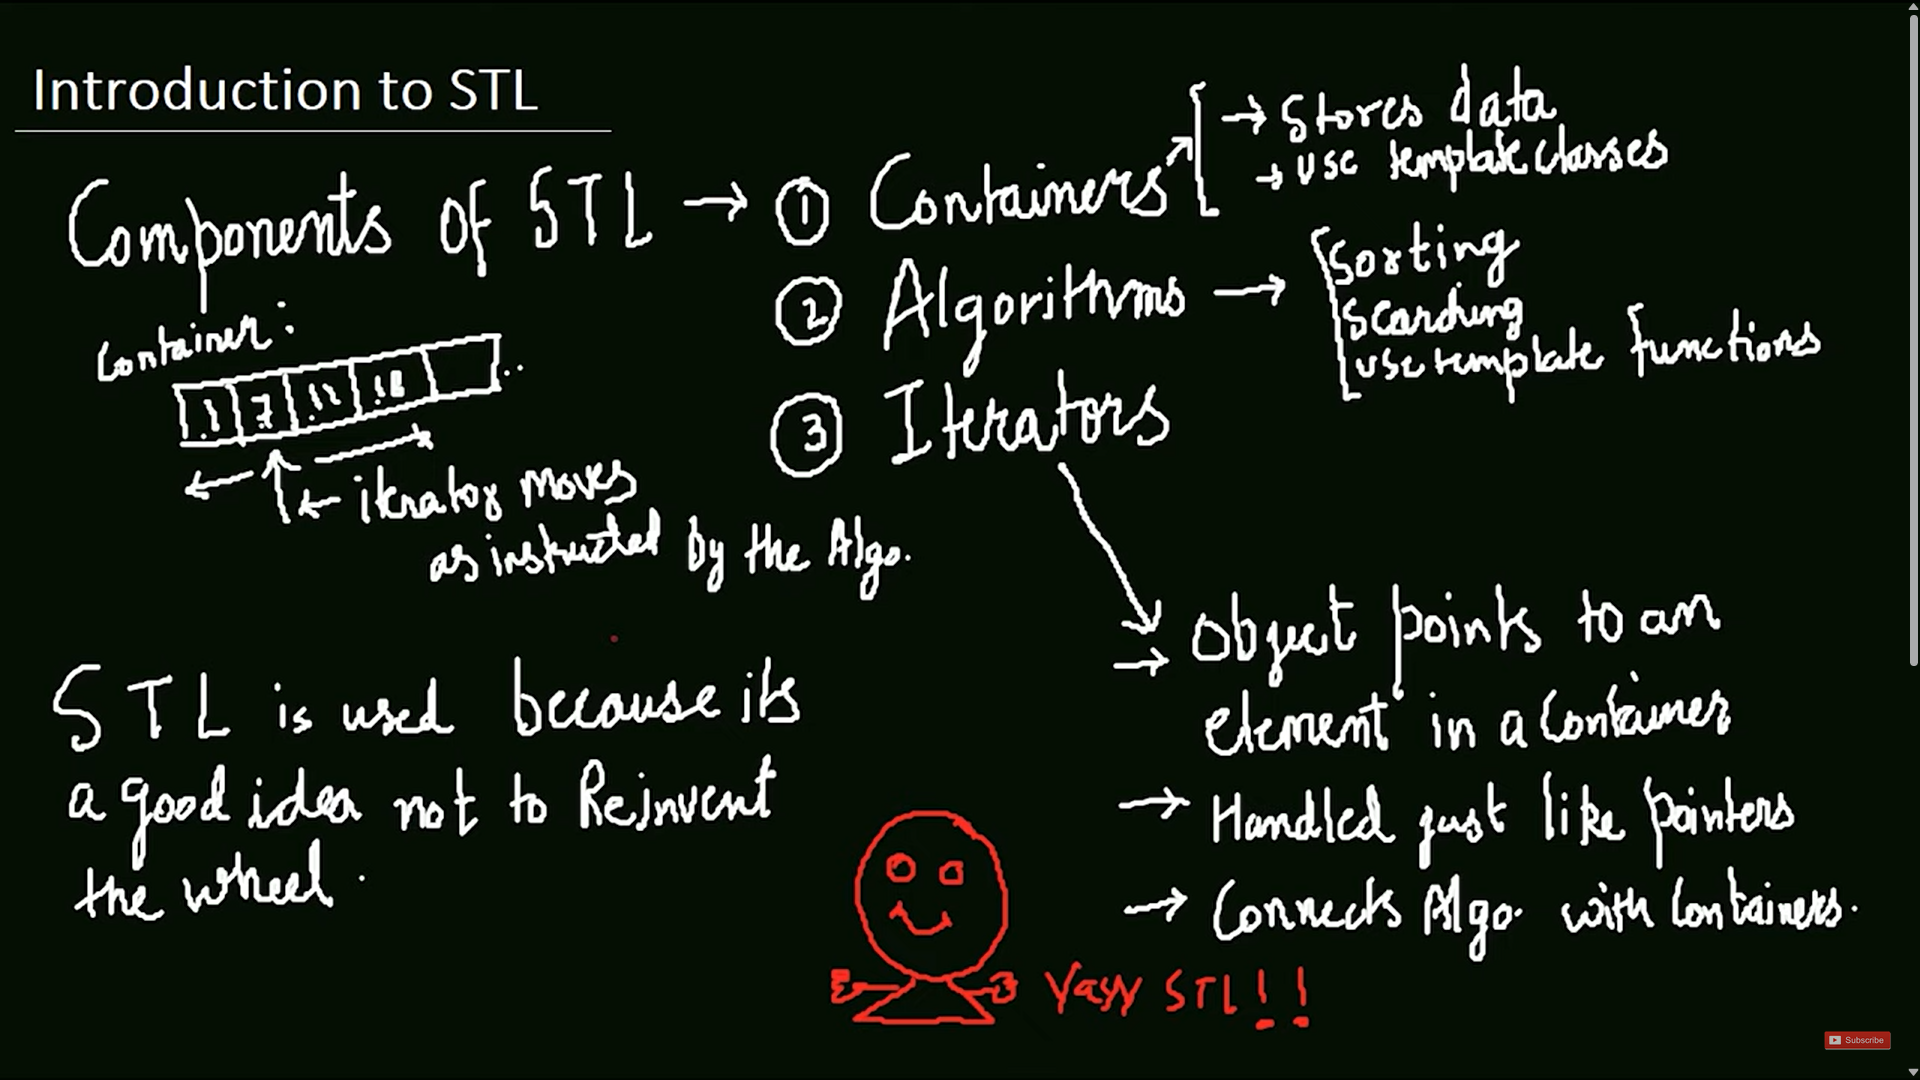 Introduction to STL
Components of STL → ① Containers
→ Stores data
→ use template classes
② Algorithms →
Sorting
Searching
use template functions
③ Iterators
Container:
1 7 11 18 ..
← iterator moves
as instructed by the Algo.
→ Object points to an
element in a Container
→ Handled just like pointers
→ Connects Algo. with Containers.
STL is used because its
a good idea not to Reinvent
the wheel.
Yayy STL!!
Subscribe